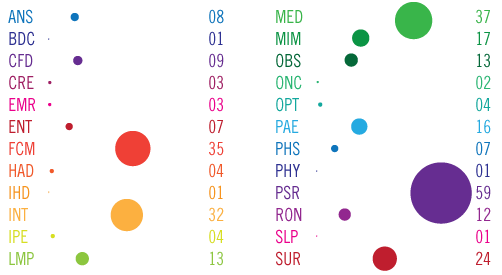 ANS 08
BDC 01
CFD 09
CRE 03
EMR 03
ENT 07
FCM 35
HAD 04
IHD 01
INT 32
IPE 04
LMP 13
MED 37
MIM 17
OBS 13
ONC 02
OPT 04
PAE 16
PHS 07
PHY 01
PSR 59
RON 12
SLP 01
SUR 24